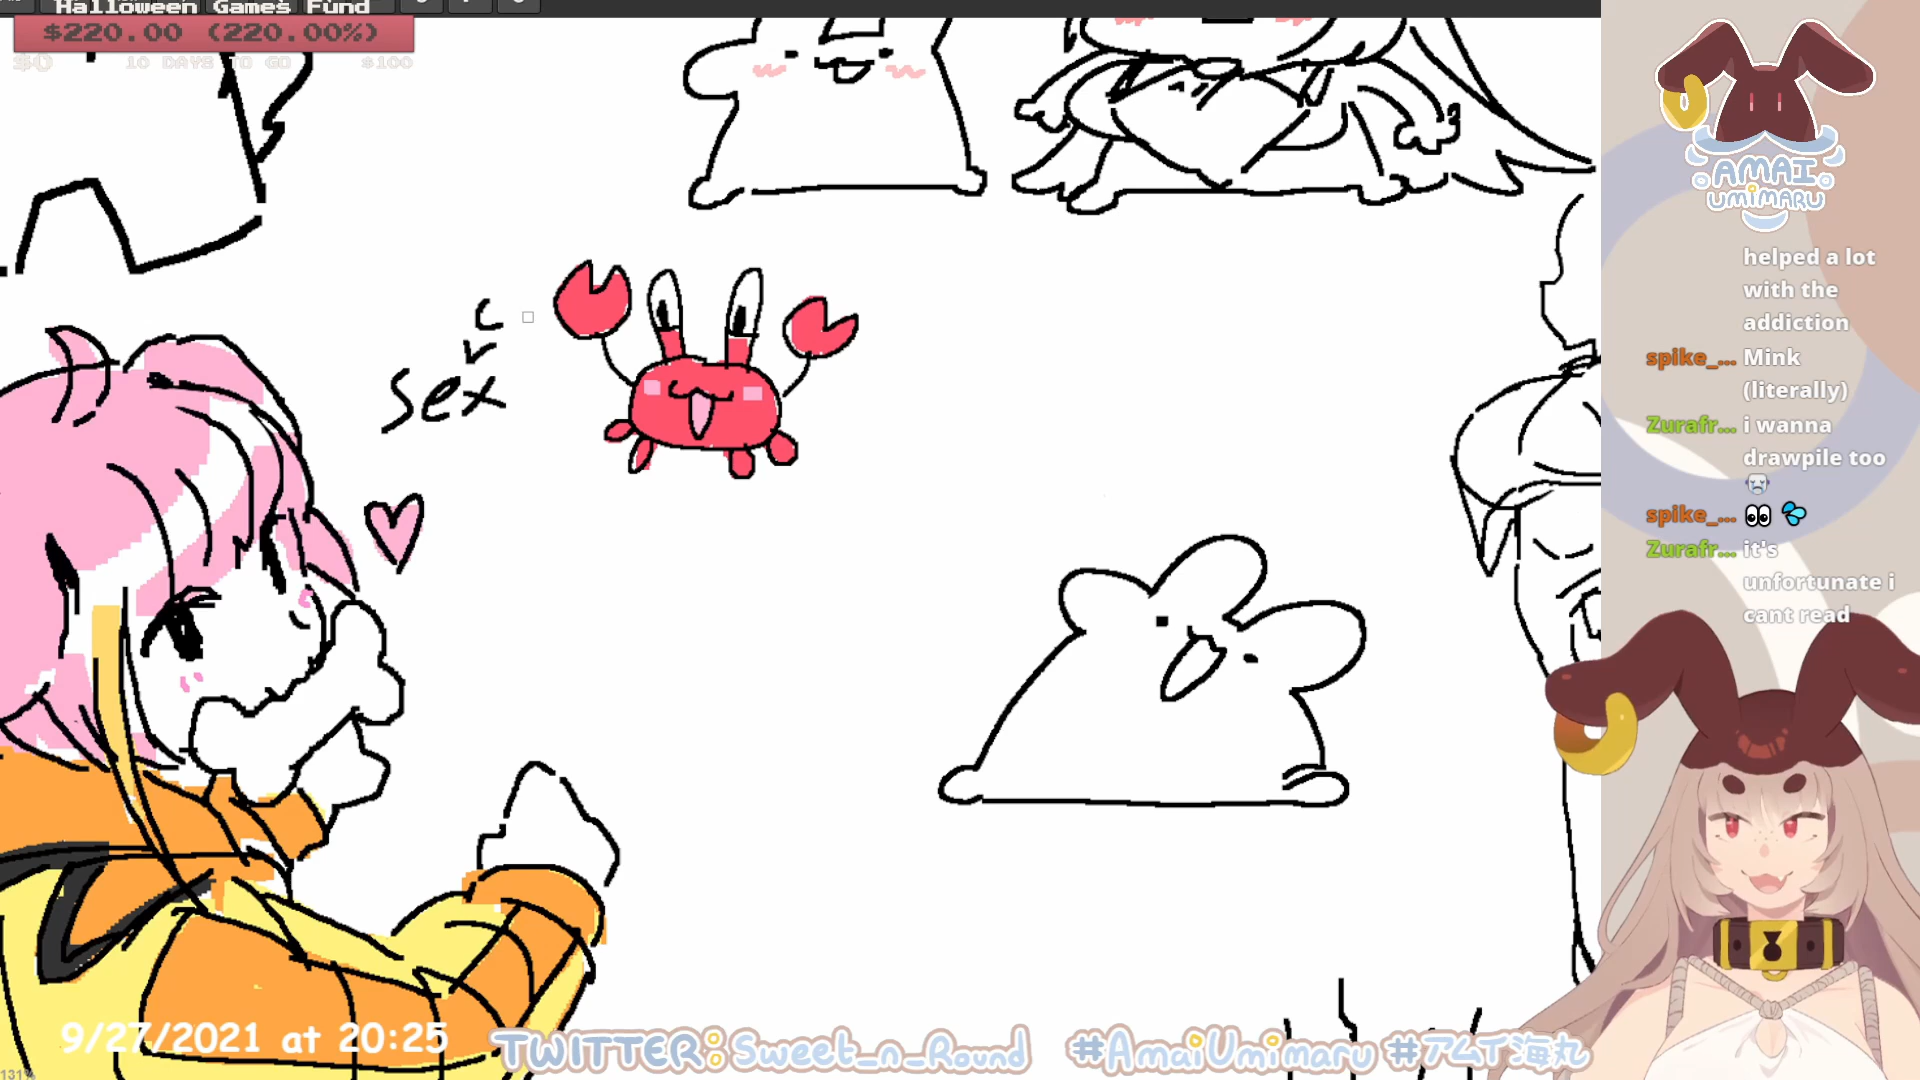 Halloween Games Fund
$220.00 (220.00%)
$0 10 DAYS TO GO $100
AMAI
UMIMARU
helped a lot
with the
addiction
spike_... Mink
(literally)
Zurafr... i wanna
drawpile too
spike_...
Zurafr... it's
unfortunate i
cant read
c
r
sex
9/27/2021 at 20:25
TWITTER: Sweet_n_Round #AmaiUmimaru #アムイ海丸
131%